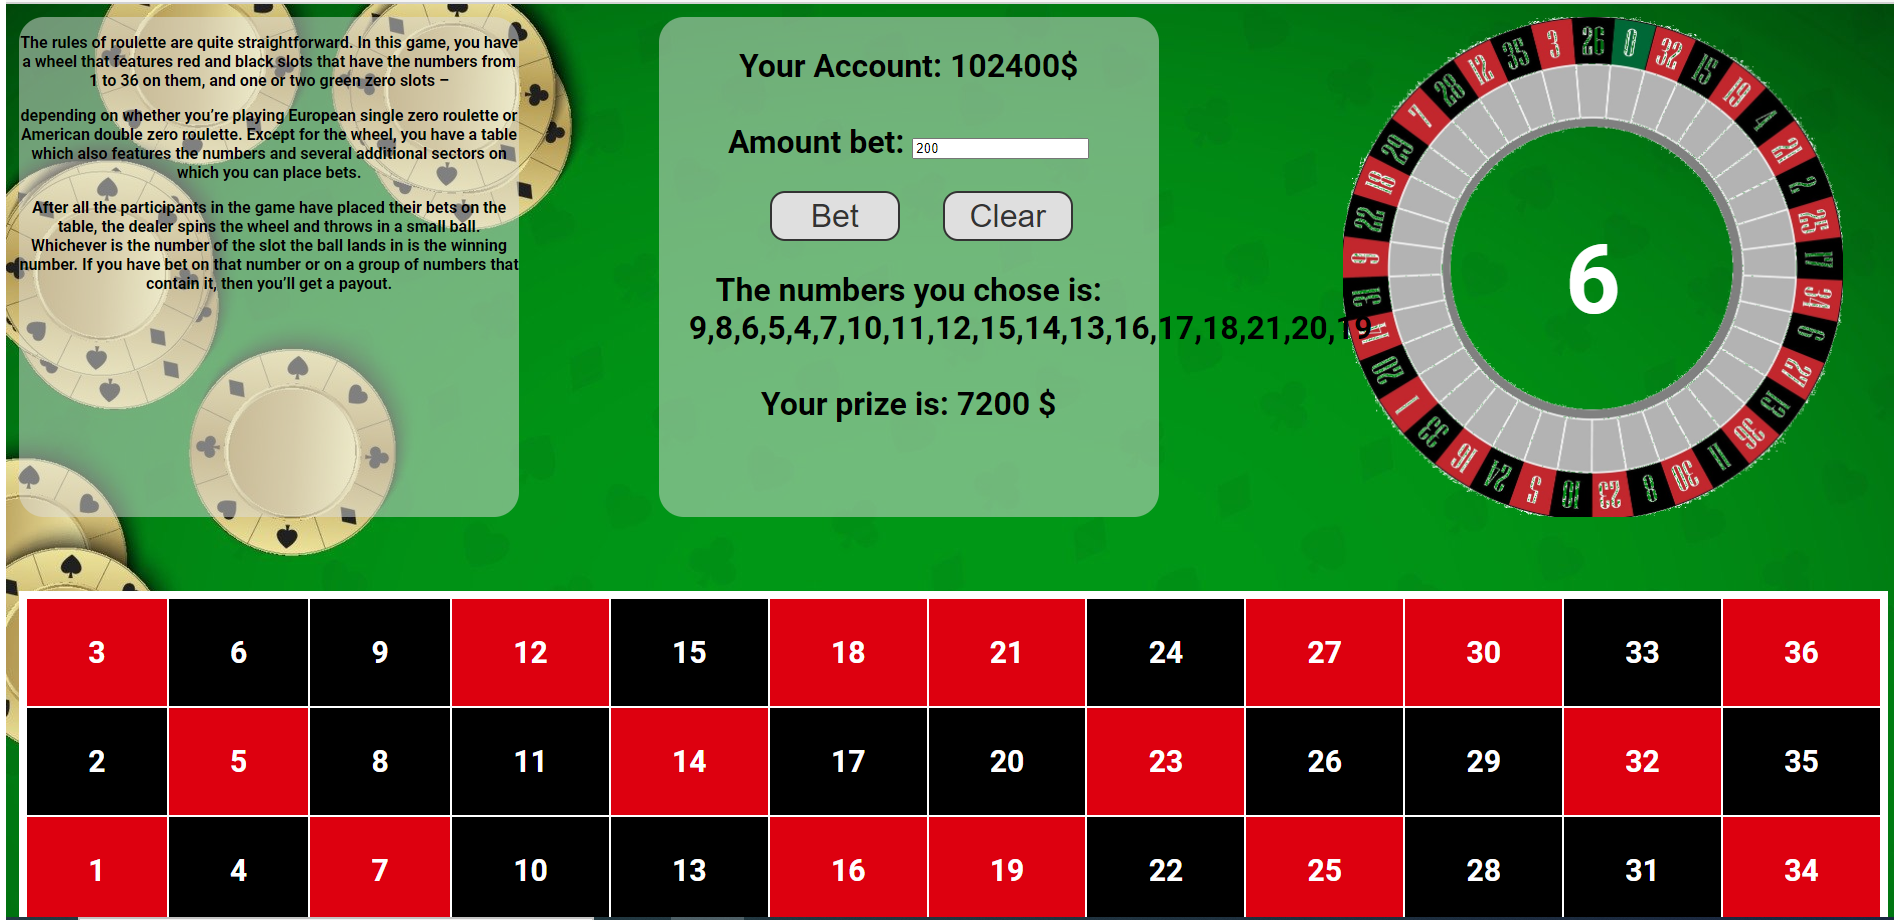 The rules of roulette are quite straightforward. In this game, you have
a wheel that features red and black slots that have the numbers from
1 to 36 on them, and one or two green zero slots –
depending on whether you’re playing European single zero roulette or
American double zero roulette. Except for the wheel, you have a table
which also features the numbers and several additional sectors on
which you can place bets.
After all the participants in the game have placed their bets on the
table, the dealer spins the wheel and throws in a small ball.
Whichever is the number of the slot the ball lands in is the winning
number. If you have bet on that number or on a group of numbers that
contain it, then you’ll get a payout.
Your Account: 102400$
Amount bet: 200
Bet Clear
The numbers you chose is:
9,8,6,5,4,7,10,11,12,15,14,13,16,17,18,21,20,19
Your prize is: 7200 $
0 32 15 19 4 21 2 25 17 34 6 27 13 36 11 30 8 23 10 5 24 16 33 1 20 14 31 9 22 18 29 7 28 12 35 3 26
6
3 6 9 12 15 18 21 24 27 30 33 36
2 5 8 11 14 17 20 23 26 29 32 35
1 4 7 10 13 16 19 22 25 28 31 34